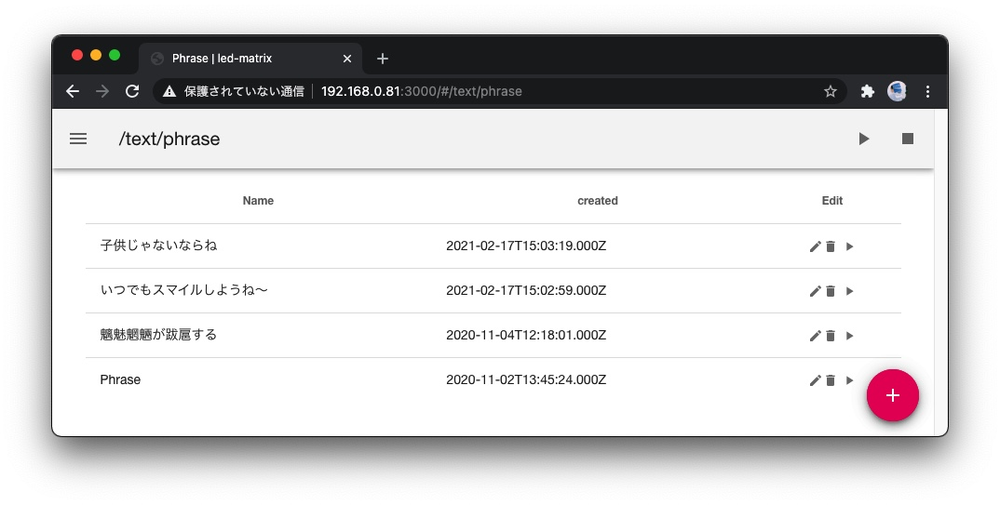 Phrase | led-matrix
保護されていない通信 192.168.0.81:3000/#/text/phrase
/text/phrase
Name created Edit
子供じゃないならね 2021-02-17T15:03:19.000Z
いつでもスマイルしようね〜 2021-02-17T15:02:59.000Z
魑魅魍魎が跋扈する 2020-11-04T12:18:01.000Z
Phrase 2020-11-02T13:45:24.000Z